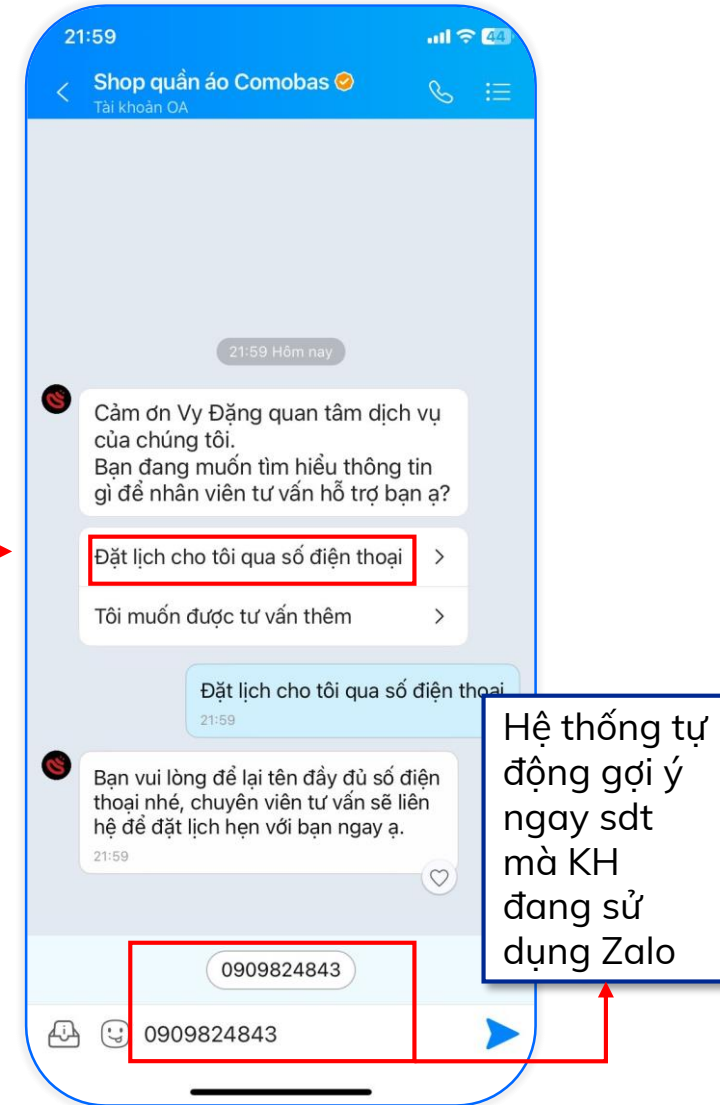 21:59
44
Shop quần áo Comobas
Tài khoản OA
21:59 Hôm nay
Cảm ơn Vy Đặng quan tâm dịch vụ
của chúng tôi.
Bạn đang muốn tìm hiểu thông tin
gì để nhân viên tư vấn hỗ trợ bạn ạ?
Đặt lịch cho tôi qua số điện thoại
Tôi muốn được tư vấn thêm
Đặt lịch cho tôi qua số điện thoại
21:59
Bạn vui lòng để lại tên đầy đủ số điện
thoại nhé, chuyên viên tư vấn sẽ liên
hệ để đặt lịch hẹn với bạn ngay ạ.
21:59
Hệ thống tự
động gợi ý
ngay sdt
mà KH
đang sử
dụng Zalo
0909824843
0909824843